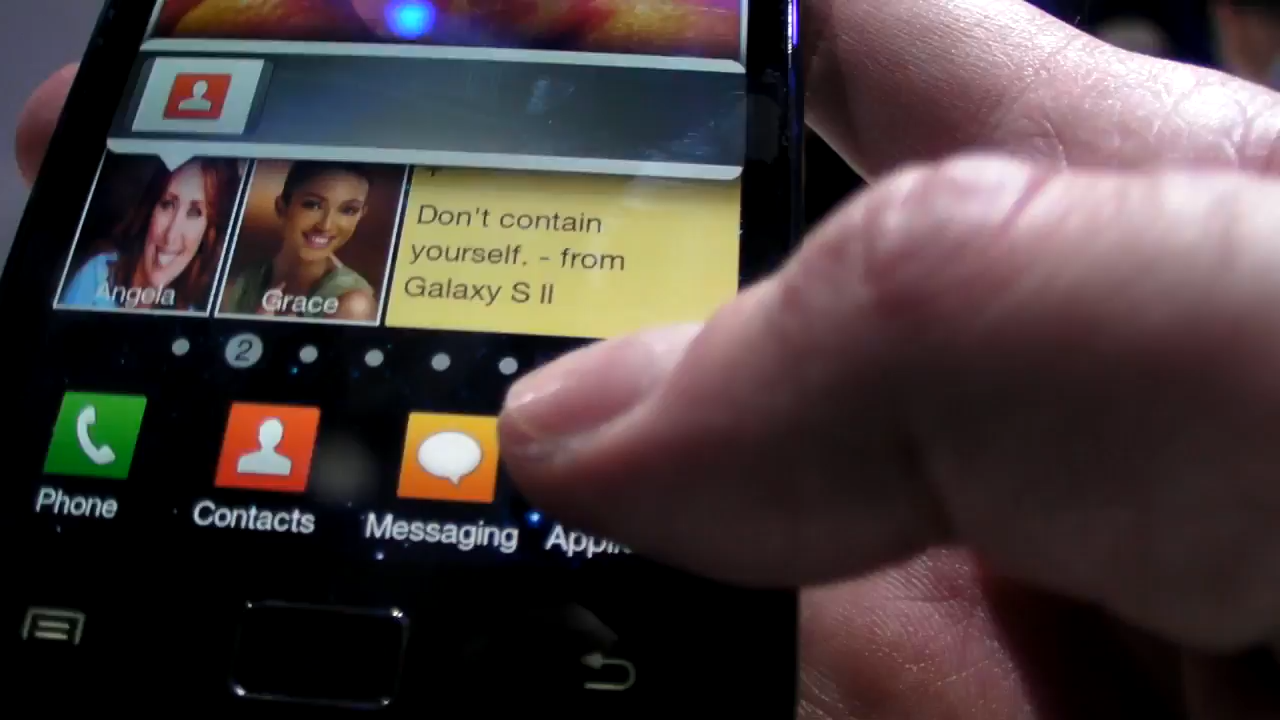 Don't contain
yourself. - from
Galaxy S II
Angela
Grace
2
Phone
Contacts
Messaging